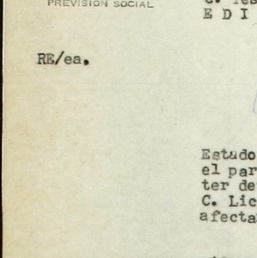 PREVISION SOCIAL
E D I
RE/ea.
Estado
el par
ter de
C. Lic
afecta